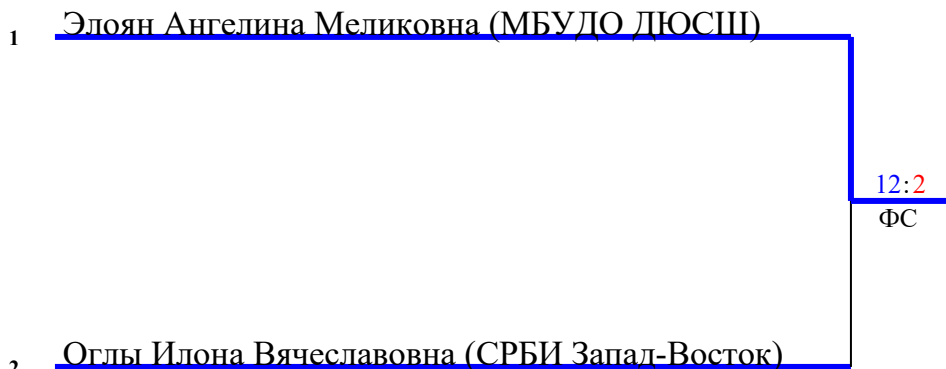 1 Элоян Ангелина Меликовна (МБУДО ДЮСШ)
12:2
ФС
2 Оглы Илона Вячеславовна (СРБИ Запад-Восток)